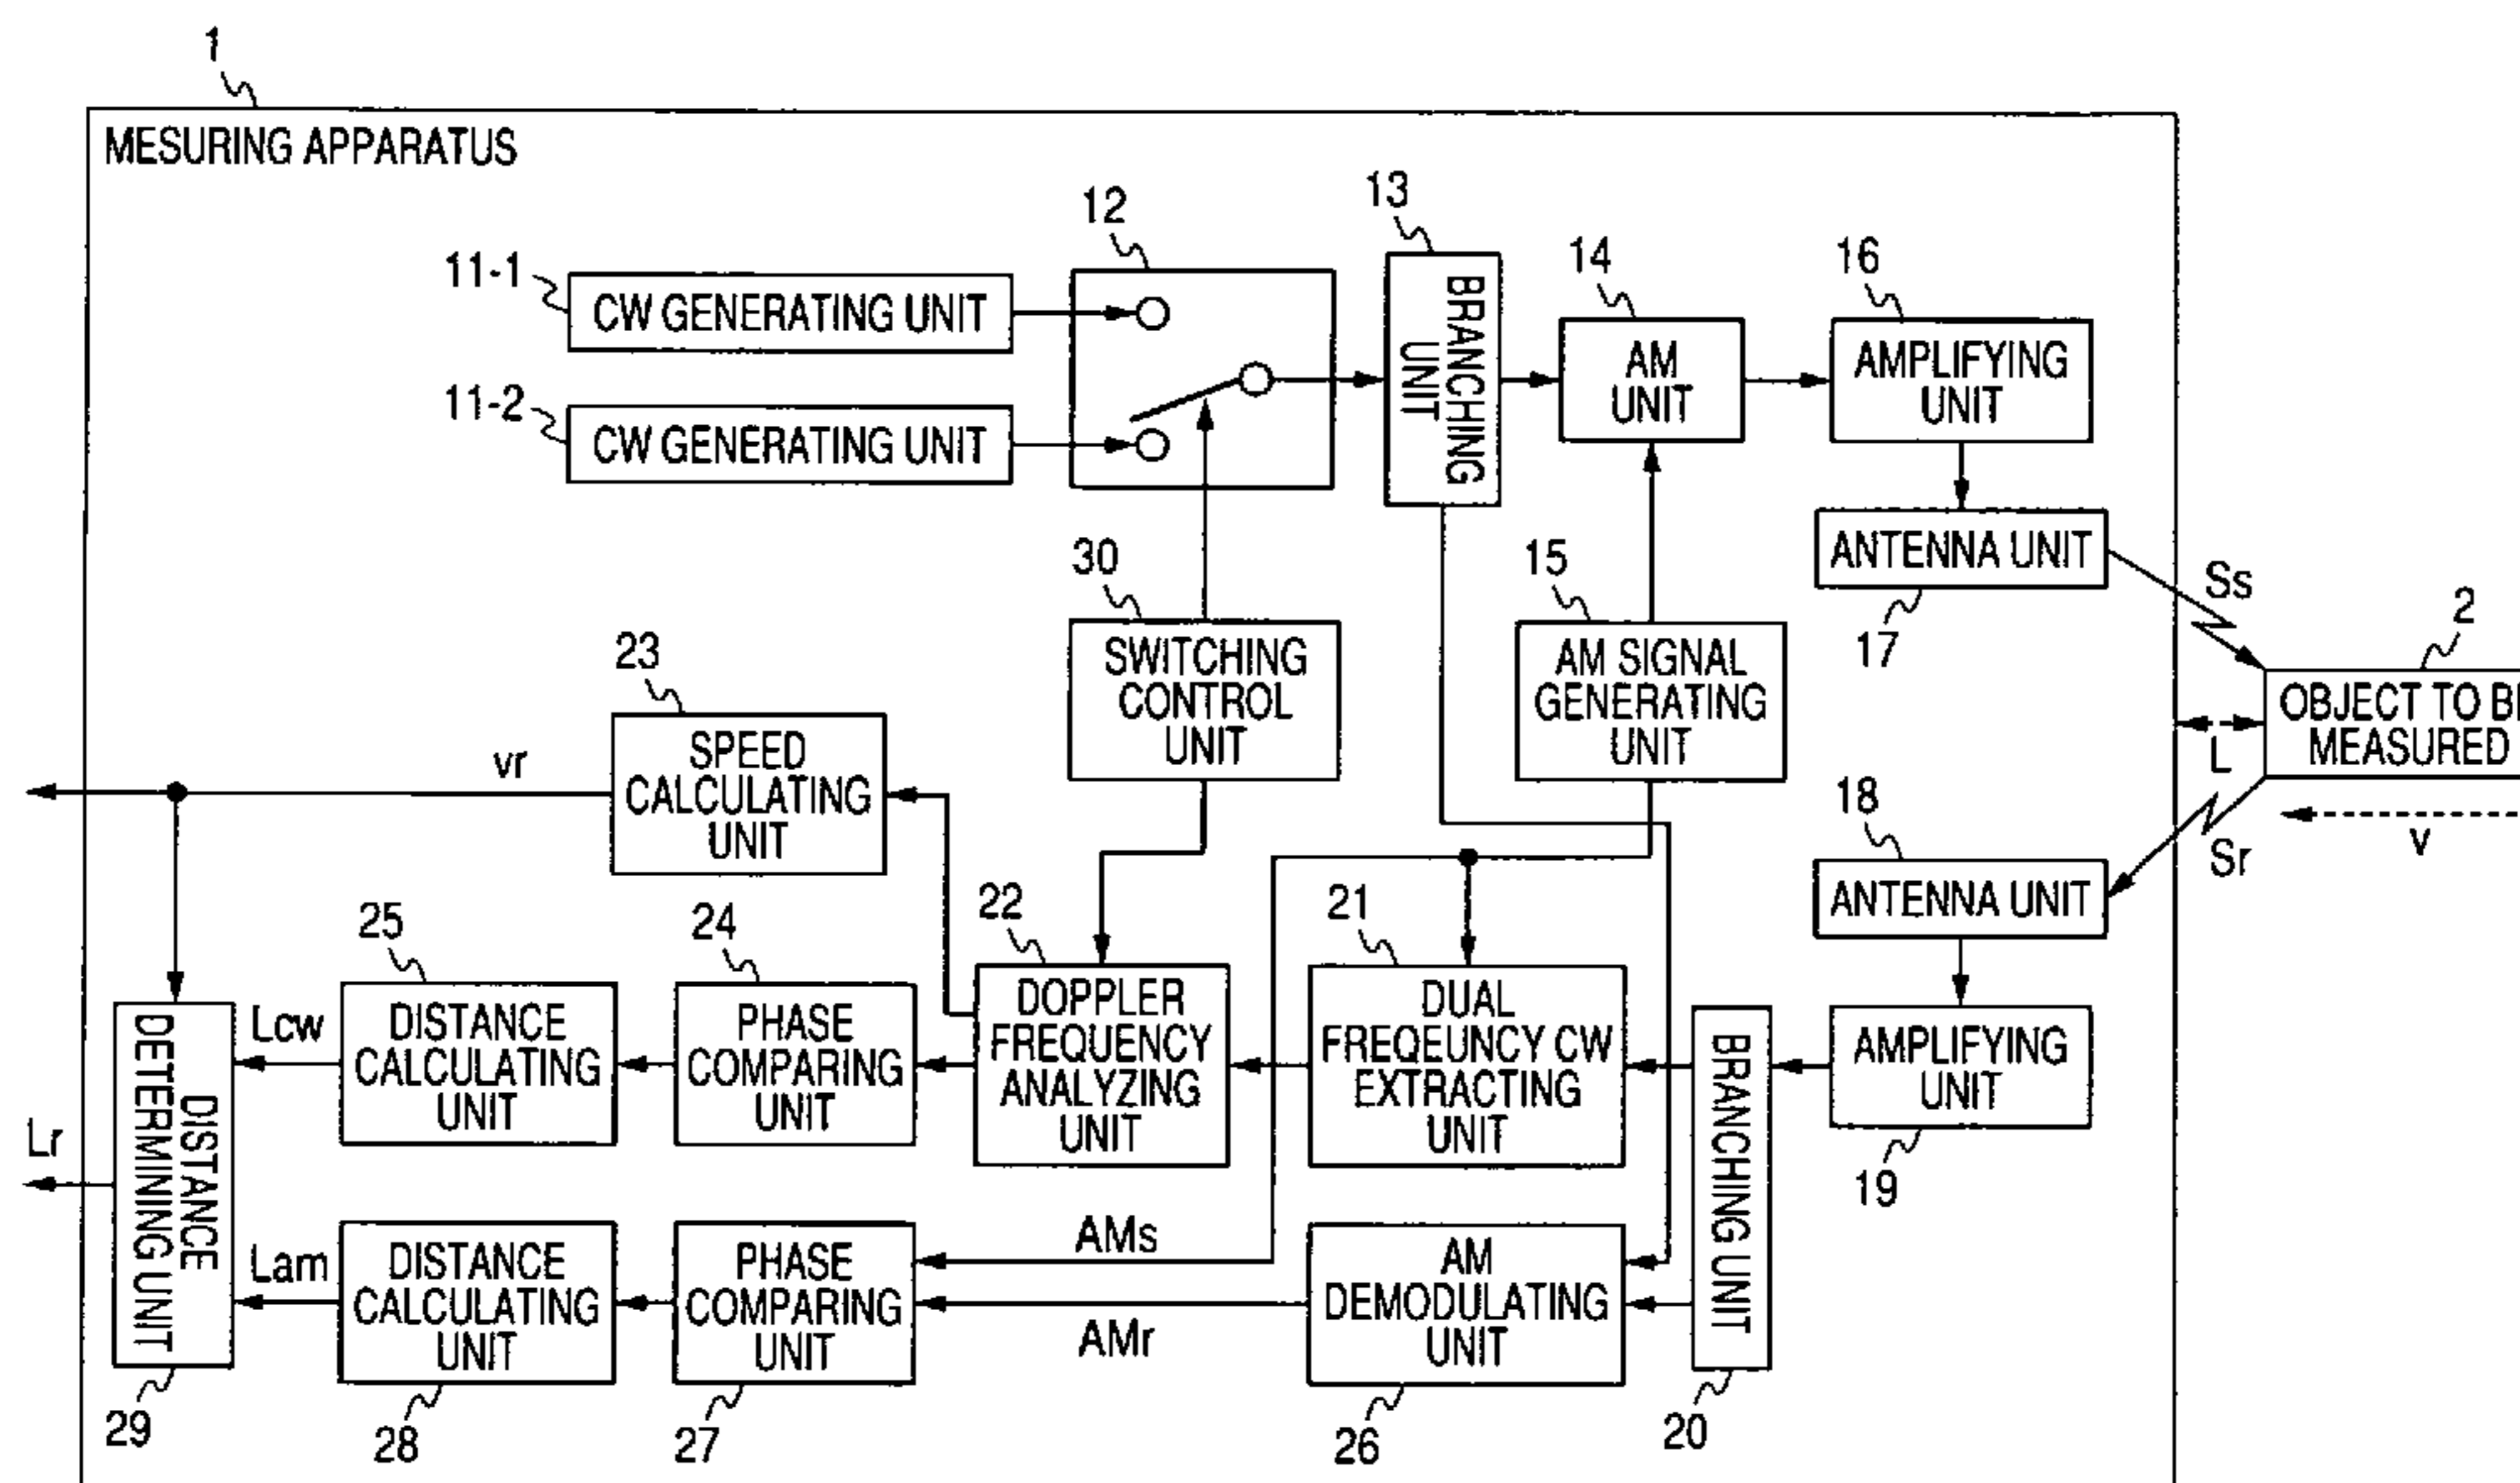 1
MESURING APPARATUS
11-1
CW GENERATING UNIT
11-2
CW GENERATING UNIT
12
13
BRANCHING
UNIT
14
AM
UNIT
16
AMPLIFYING
UNIT
ANTENNA UNIT
17
Ss
2
OBJECT TO B
MEASURED
L
v
Sr
30
SWITCHING
CONTROL
UNIT
15
AM SIGNAL
GENERATING
UNIT
23
SPEED
CALCULATING
UNIT
vr
18
ANTENNA UNIT
25
DISTANCE
CALCULATING
UNIT
24
PHASE
COMPARING
UNIT
22
DOPPLER
FREQUENCY
ANALYZING
UNIT
21
DUAL
FREQEUNCY CW
EXTRACTING
UNIT
BRANCHING UNIT
20
AMPLIFYING
UNIT
19
Lcw
Lr
DISTANCE
DETERMINING UNIT
29
Lam
DISTANCE
CALCULATING
UNIT
28
PHASE
COMPARING
UNIT
27
AMs
AMr
AM
DEMODULATING
UNIT
26